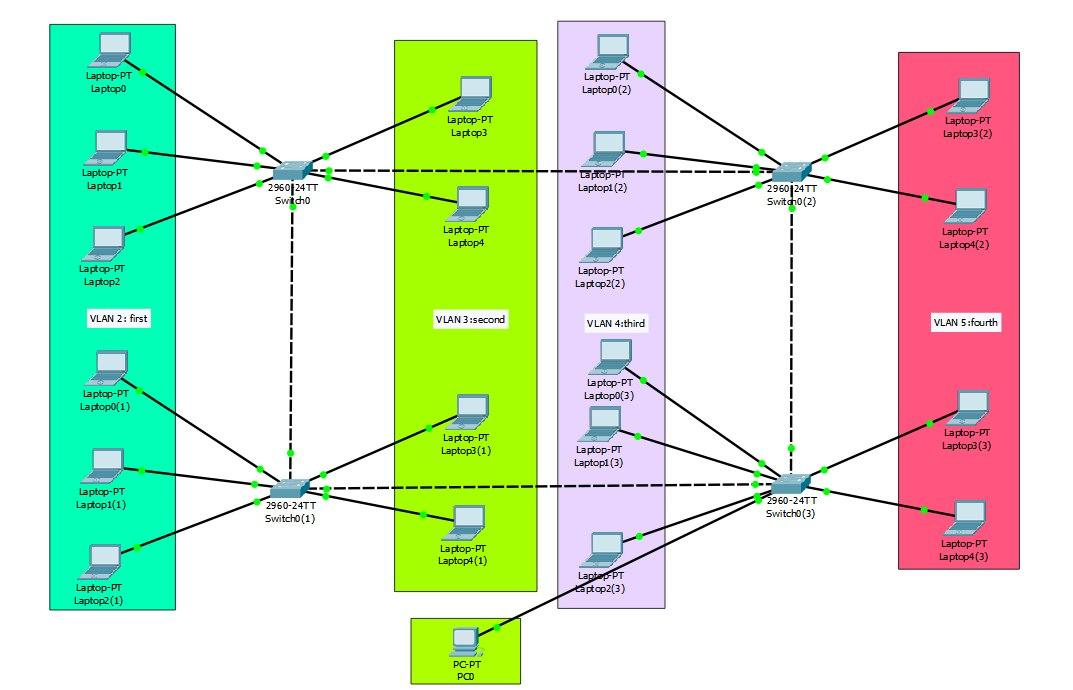 Laptop-PT
Laptop0
Laptop-PT
Laptop1
Laptop-PT
Laptop2
VLAN 2: first
Laptop-PT
Laptop0(1)
Laptop-PT
Laptop1(1)
Laptop-PT
Laptop2(1)
2960-24TT
Switch0
2960-24TT
Switch0(1)
Laptop-PT
Laptop3
Laptop-PT
Laptop4
VLAN 3:second
Laptop-PT
Laptop3(1)
Laptop-PT
Laptop4(1)
PC-PT
PC0
Laptop-PT
Laptop0(2)
Laptop-PT
Laptop1(2)
Laptop-PT
Laptop2(2)
VLAN 4:third
Laptop-PT
Laptop0(3)
Laptop-PT
Laptop1(3)
Laptop-PT
Laptop2(3)
2960-24TT
Switch0(2)
2960-24TT
Switch0(3)
Laptop-PT
Laptop3(2)
Laptop-PT
Laptop4(2)
VLAN 5:fourth
Laptop-PT
Laptop3(3)
Laptop-PT
Laptop4(3)